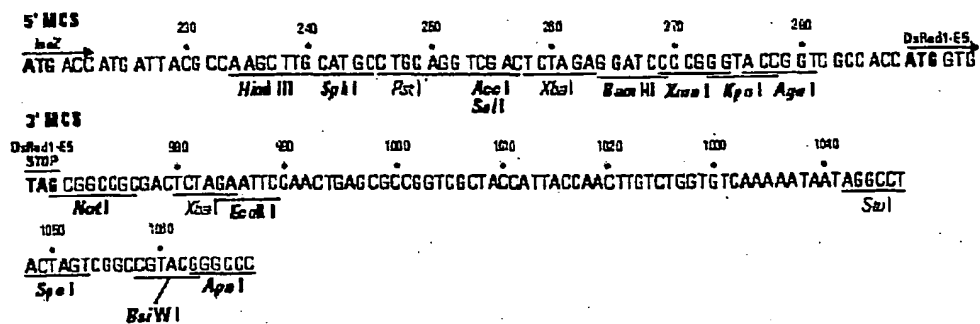 5' MCS
lacZ DsRed1-E5
230 240 250 260 270 280
ATG ACC ATG ATT ACG CCA AGC TTG CAT GCC TGC AGG TCG ACT CTA GAG GAT CCC CGG GTA CCG GTC GCC ACC ATG GTG
Hind III Sph I Pst I Acc I Xba I Bam HI Xma I Kpn I Age I
Sal I
3' MCS
DsRed1-E5
STOP 980 990 1000 1010 1020 1030 1040
TAG CGGCCGCGACTCTAGAATTCCAACTGAGCGCCGGTCGCTACCATTACCAACTTGTCTGGTGTCAAAAATAATAGGCCT
Not I Xba I EcoR I Stu I
1050 1060
ACTAGTCGGCCGTACGGGCCC
Spe I Apa I
BsiW I